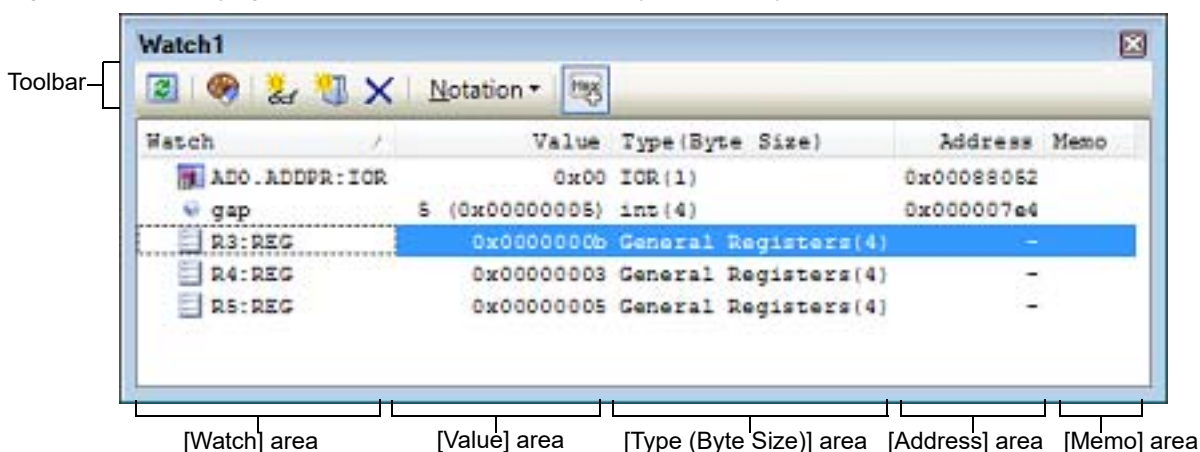 Watch1
Toolbar
Notation
Hex
Watch Value Type(Byte Size) Address Memo
AD0.ADDPR:IOR 0x00 IOR(1) 0x00088052
gap 5 (0x00000005) int(4) 0x000007e4
R3:REG 0x0000000b General Registers(4) -
R4:REG 0x00000003 General Registers(4) -
R5:REG 0x00000005 General Registers(4) -
[Watch] area [Value] area [Type (Byte Size)] area [Address] area [Memo] area